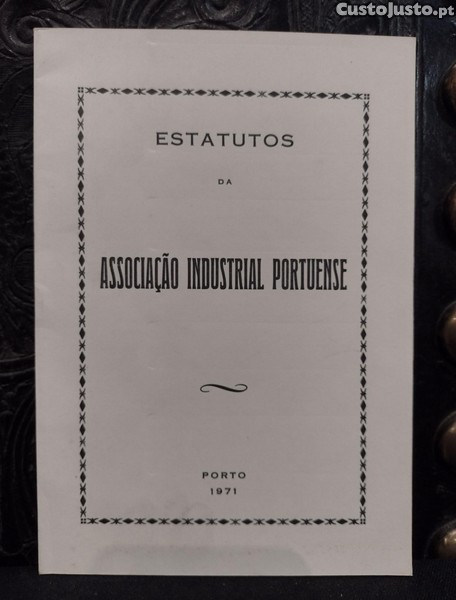 CustoJusto.pt
ESTATUTOS
DA
ASSOCIAÇÃO INDUSTRIAL PORTUENSE
PORTO
1971